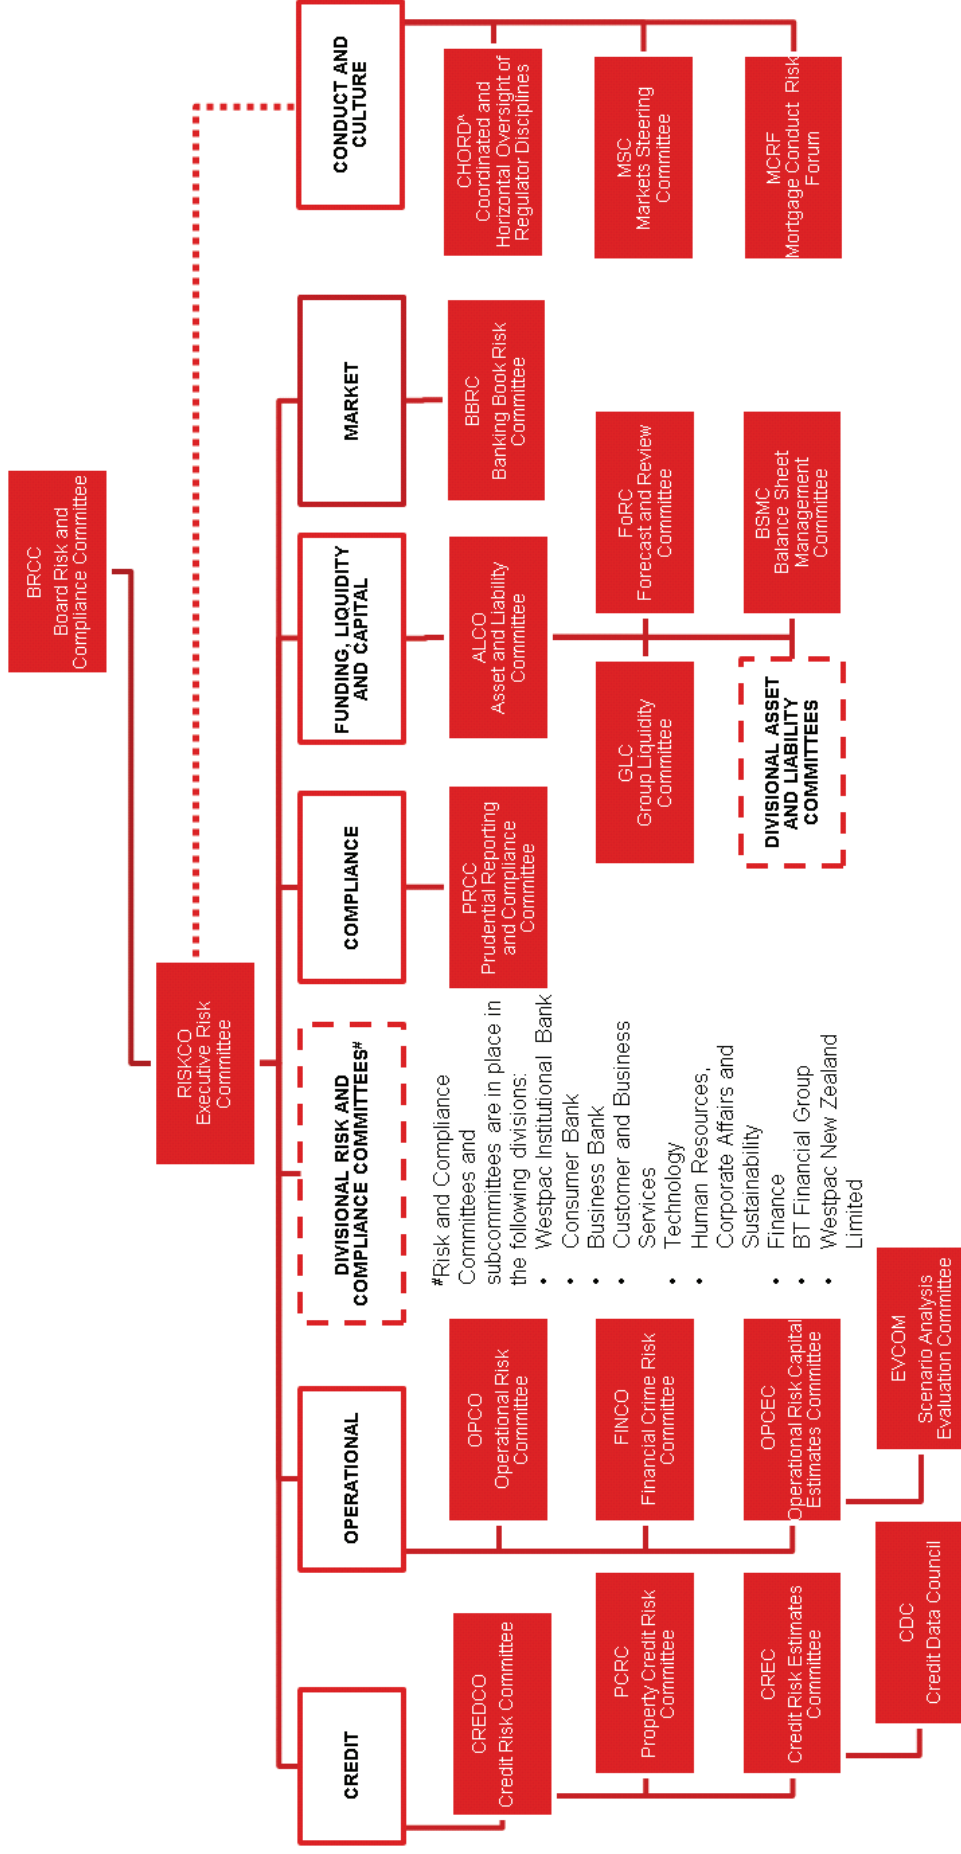 BRCC
Board Risk and
Compliance Committee
RISKCO
Executive Risk
Committee
CREDIT
OPERATIONAL
DIVISIONAL RISK AND
COMPLIANCE COMMITTEES#
COMPLIANCE
FUNDING, LIQUIDITY
AND CAPITAL
MARKET
CONDUCT AND
CULTURE
CREDCO
Credit Risk Committee
PCRC
Property Credit Risk
Committee
CREC
Credit Risk Estimates
Committee
CDC
Credit Data Council
OPCO
Operational Risk
Committee
FINCO
Financial Crime Risk
Committee
OPCEC
Operational Risk Capital
Estimates Committee
EVCOM
Scenario Analysis
Evaluation Committee
#Risk and Compliance
Committees and
subcommittees are in place in
the following divisions:
• Westpac Institutional Bank
• Consumer Bank
• Business Bank
• Customer and Business
Services
• Technology
• Human Resources,
Corporate Affairs and
Sustainability
• Finance
• BT Financial Group
• Westpac New Zealand
Limited
PRCC
Prudential Reporting
and Compliance
Committee
ALCO
Asset and Liability
Committee
GLC
Group Liquidity
Committee
FoRC
Forecast and Review
Committee
DIVISIONAL ASSET
AND LIABILITY
COMMITTEES
BSMC
Balance Sheet
Management
Committee
BBRC
Banking Book Risk
Committee
CHORD^
Coordinated and
Horizontal Oversight of
Regulator Disciplines
MSC
Markets Steering
Committee
MCRF
Mortgage Conduct Risk
Forum